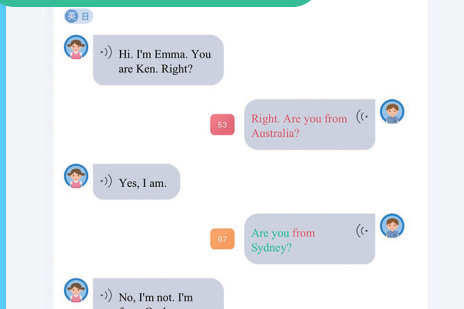 英 日
Hi. I'm Emma. You
are Ken. Right?
53
Right. Are you from
Australia?
Yes, I am.
67
Are you from
Sydney?
No, I'm not. I'm